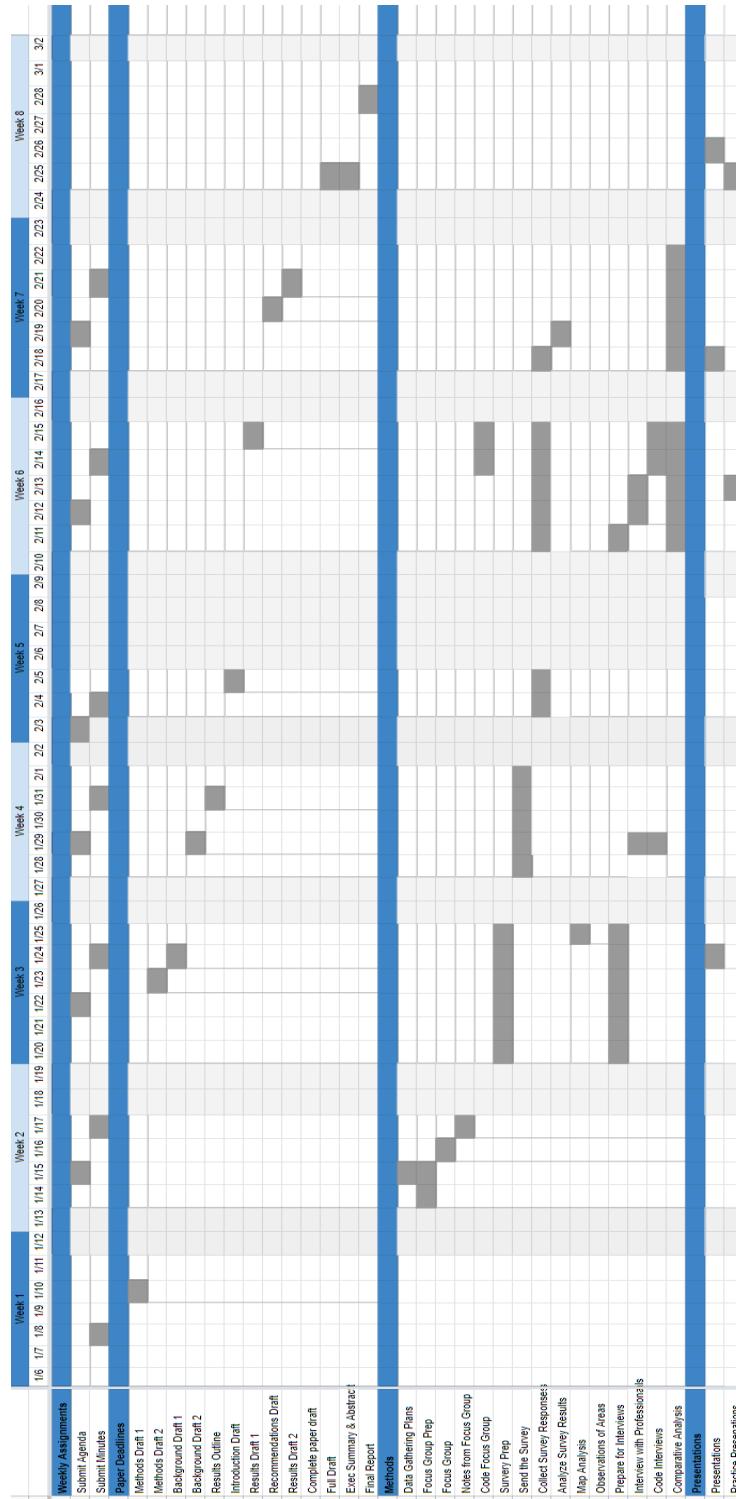 Week 1 Week 2 Week 3 Week 4 Week 5 Week 6 Week 7 Week 8
1/6 1/7 1/8 1/9 1/10 1/11 1/12 1/13 1/14 1/15 1/16 1/17 1/18 1/19 1/20 1/21 1/22 1/23 1/24 1/25 1/26 1/27 1/28 1/29 1/30 1/31 2/1 2/2 2/3 2/4 2/5 2/6 2/7 2/8 2/9 2/10 2/11 2/12 2/13 2/14 2/15 2/16 2/17 2/18 2/19 2/20 2/21 2/22 2/23 2/24 2/25 2/26 2/27 2/28 3/1 3/2
Weekly Assignments
Submit Agenda
Submit Minutes
Paper Deadlines
Methods Draft 1
Methods Draft 2
Background Draft 1
Background Draft 2
Results Outline
Introduction Draft
Results Draft 1
Recommendations Draft
Results Draft 2
Complete paper draft
Full Draft
Exec Summary & Abstract
Final Report
Methods
Data Gathering Plans
Focus Group Prep
Focus Group
Notes from Focus Group
Code Focus Group
Survery Prep
Send the Survey
Collect Survey Responses
Analyze Survey Results
Map Analysis
Observations of Areas
Prepare for Interviews
Interview with Professionals
Code Interviews
Comparative Analysis
Presentations
Presentations
Practice Presenations